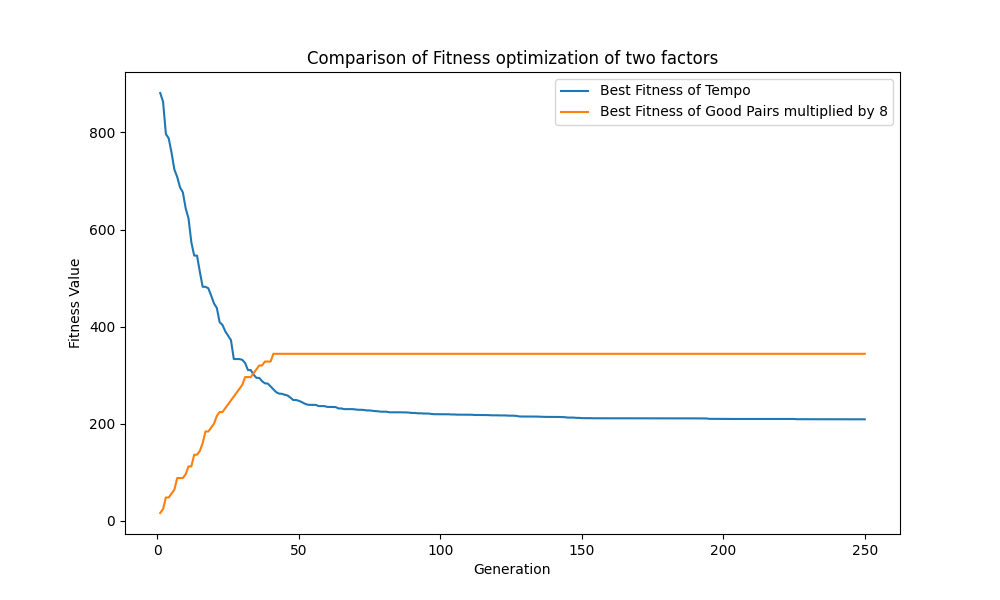 Comparison of Fitness optimization of two factors
Best Fitness of Tempo
Best Fitness of Good Pairs multiplied by 8
Fitness Value
800
600
400
200
0
0 50 100 150 200 250
Generation